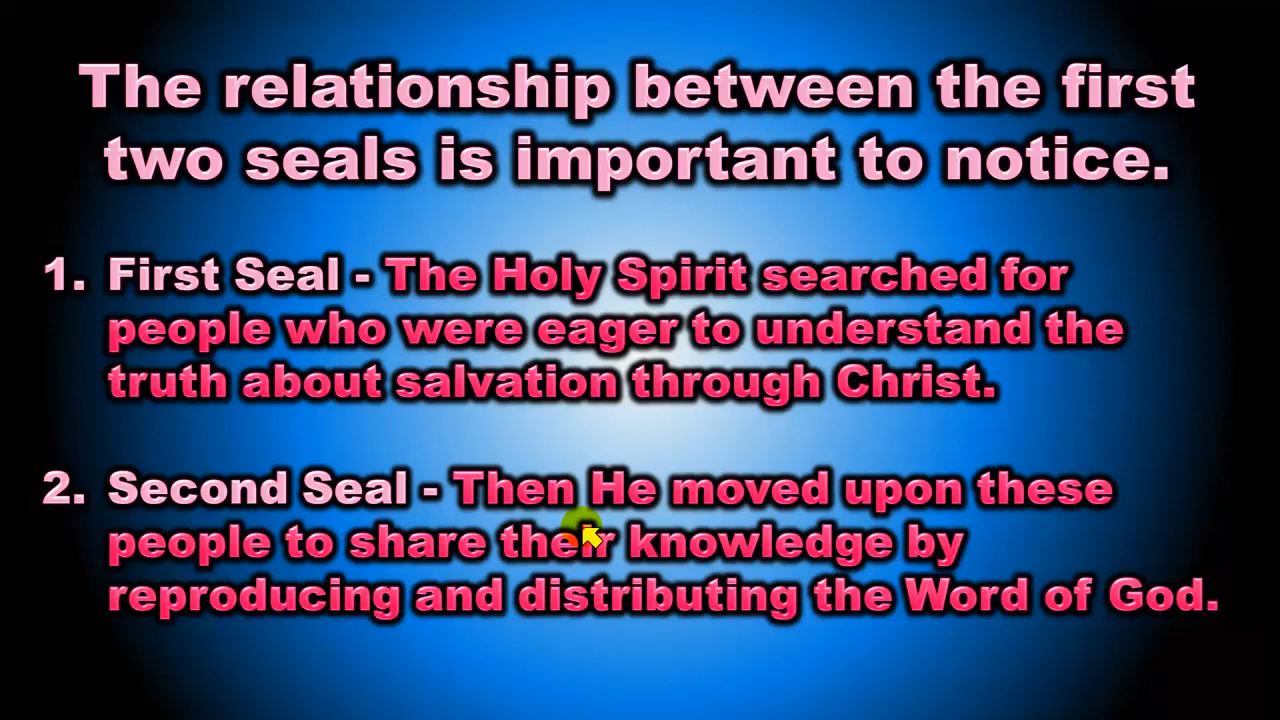 The relationship between the first
two seals is important to notice.
1. First Seal - The Holy Spirit searched for
people who were eager to understand the
truth about salvation through Christ.
2. Second Seal - Then He moved upon these
people to share their knowledge by
reproducing and distributing the Word of God.